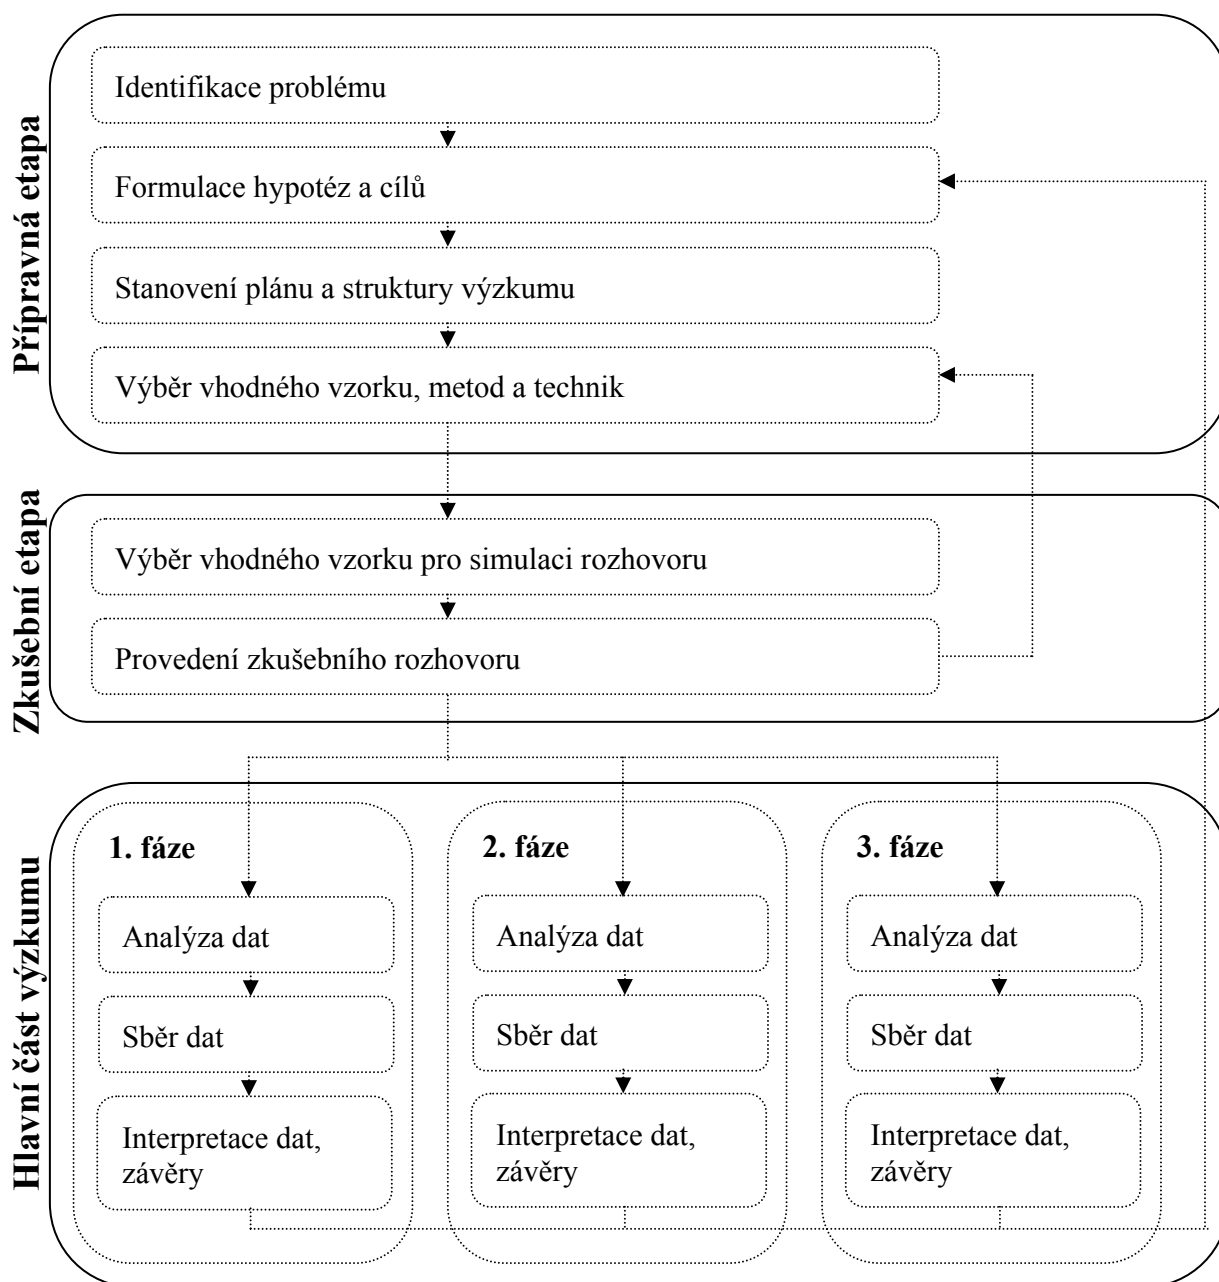 Přípravná etapa
Identifikace problému
Formulace hypotéz a cílů
Stanovení plánu a struktury výzkumu
Výběr vhodného vzorku, metod a technik
Zkušební etapa
Výběr vhodného vzorku pro simulaci rozhovoru
Provedení zkušebního rozhovoru
Hlavní část výzkumu
1. fáze
Analýza dat
Sběr dat
Interpretace dat,
závěry
2. fáze
Analýza dat
Sběr dat
Interpretace dat,
závěry
3. fáze
Analýza dat
Sběr dat
Interpretace dat,
závěry